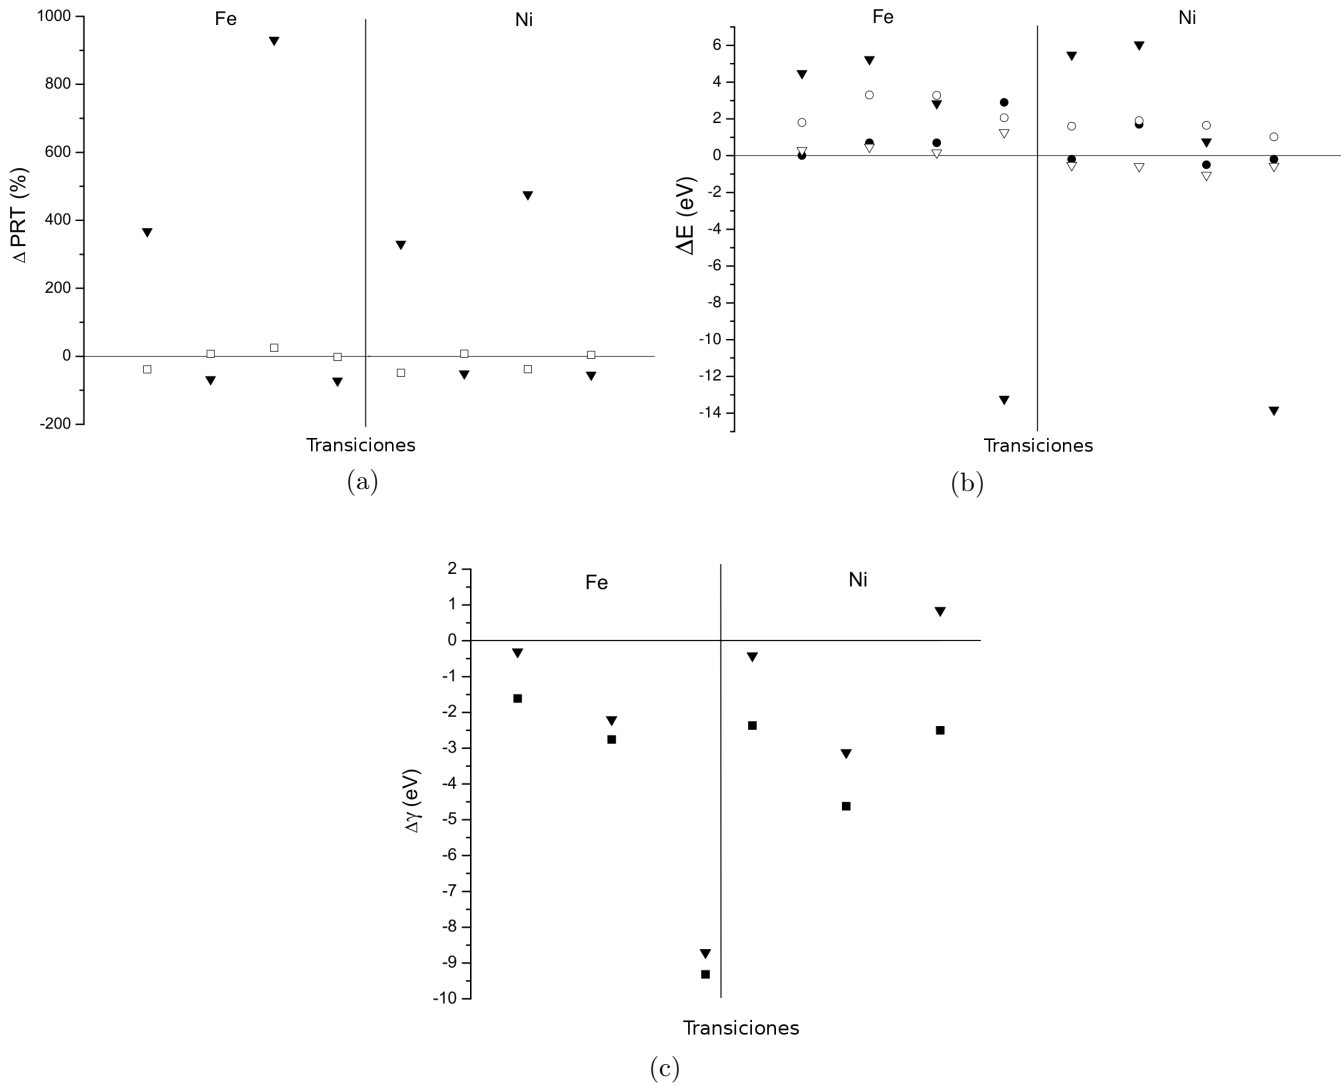 Fe
Ni
1000
800
600
400
200
0
-200
Δ PRT (%)
Transiciones
(a)
Fe
Ni
6
4
2
0
-2
-4
-6
-8
-10
-12
-14
ΔE (eV)
Transiciones
(b)
Fe
Ni
2
1
0
-1
-2
-3
-4
-5
-6
-7
-8
-9
-10
Δγ (eV)
Transiciones
(c)